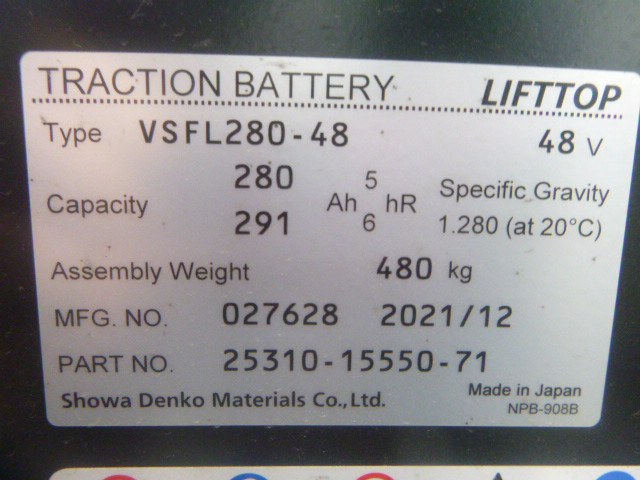 TRACTION BATTERY LIFTTOP
Type VSFL280-48 48 V
Capacity 280 Ah 5 hR Specific Gravity
291 6 1.280 (at 20°C)
Assembly Weight 480 kg
MFG. NO. 027628 2021/12
PART NO. 25310-15550-71
Showa Denko Materials Co.,Ltd. Made in Japan
NPB-908B